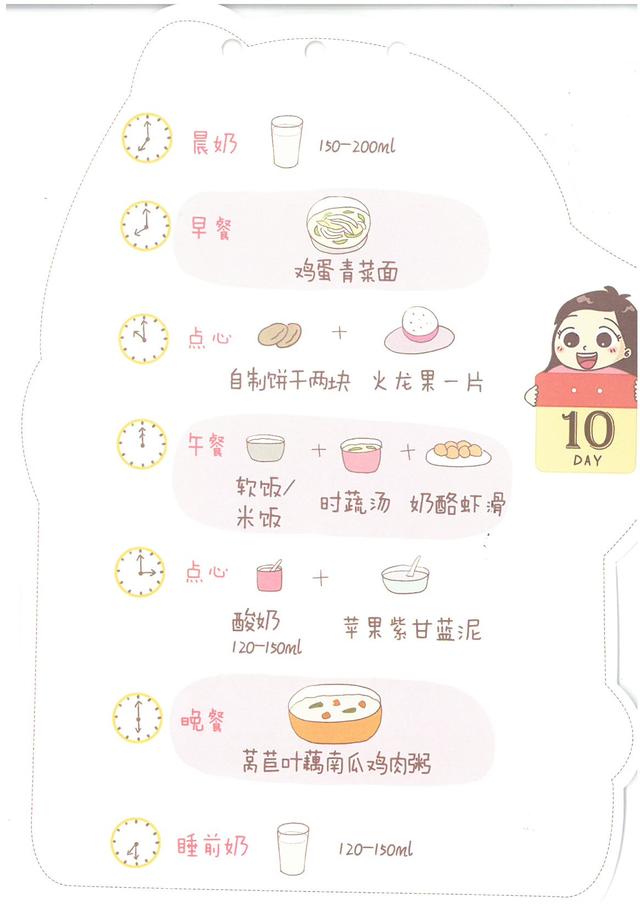 晨奶 150-200ml
早餐
鸡蛋青菜面
点心 +
自制饼干两块 火龙果一片
10
DAY
午餐 + +
软饭/
米饭
时蔬汤 奶酪虾滑
点心 +
酸奶
120-150ml
苹果紫甘蓝泥
晚餐
莴苣叶藕南瓜鸡肉粥
睡前奶 120-150ml